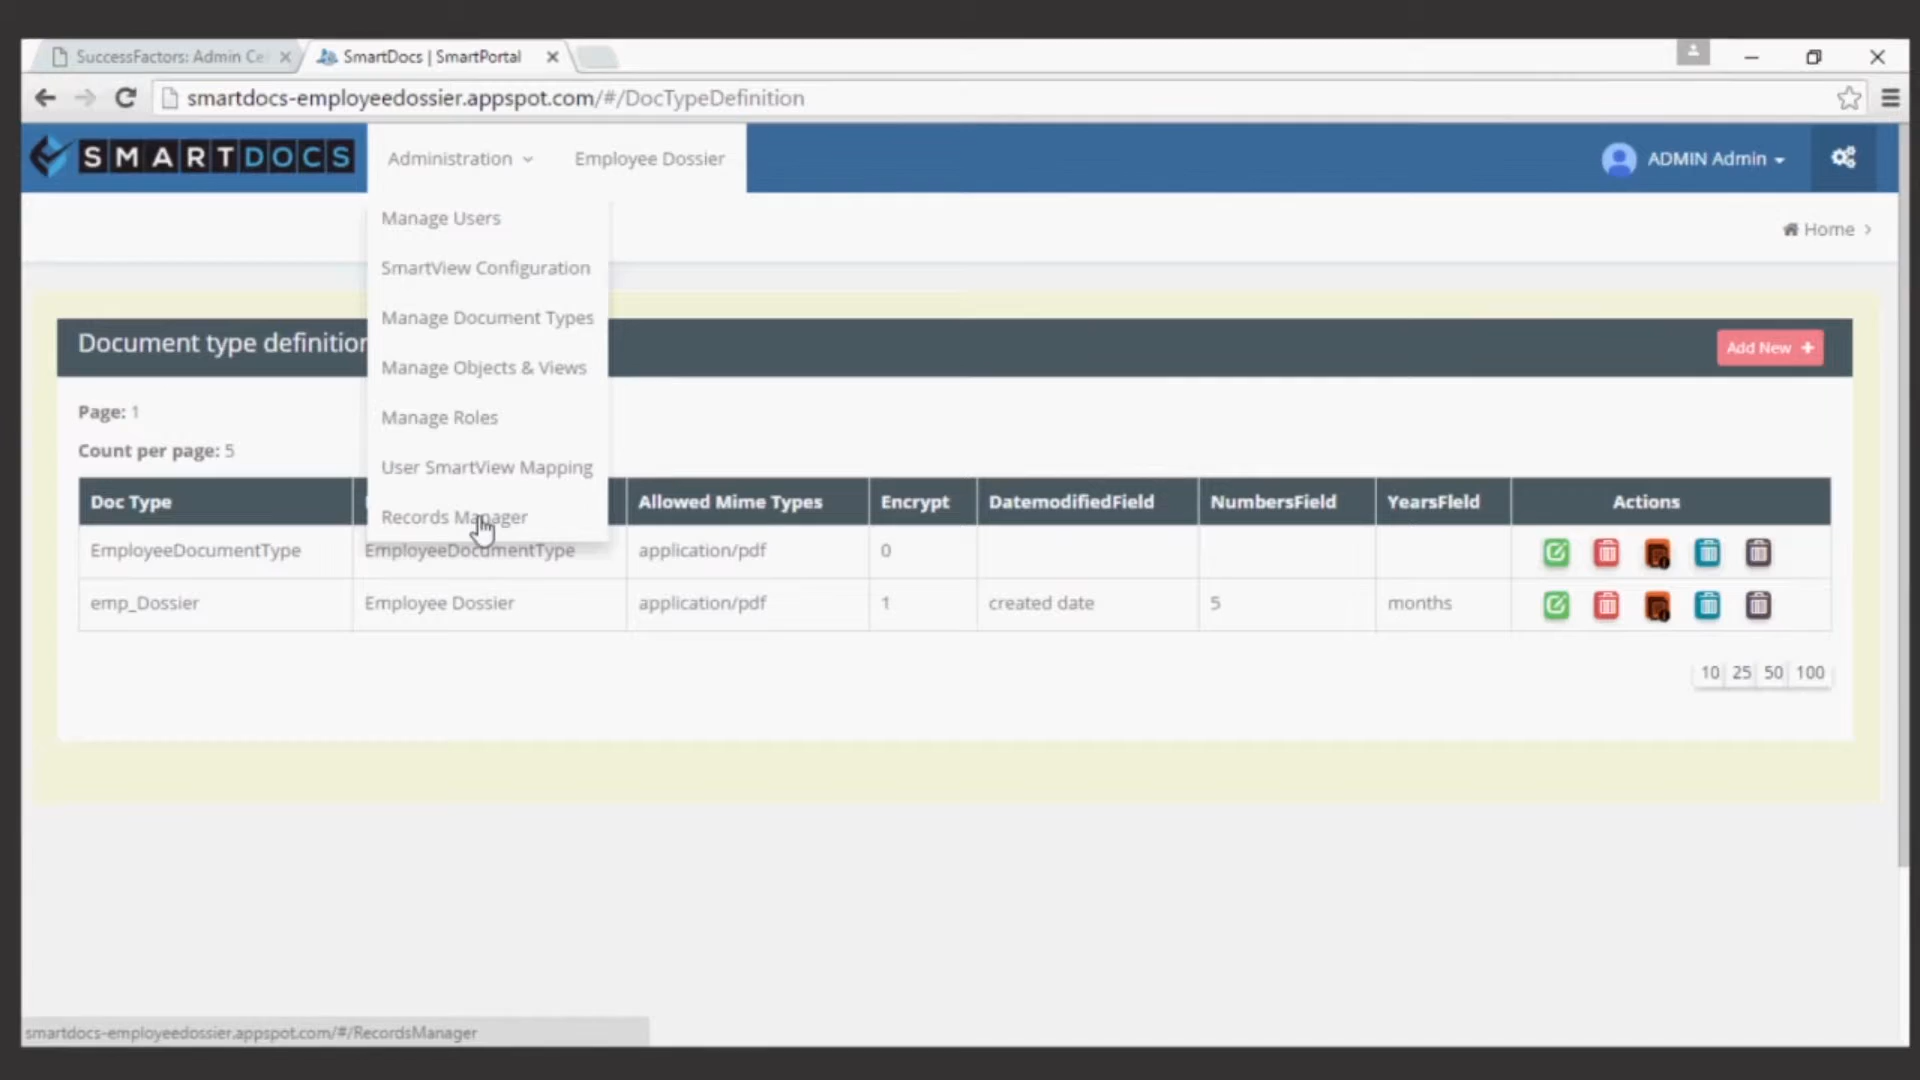 SuccessFactors: Admin Ce
SmartDocs | SmartPortal
smartdocs-employeedossier.appspot.com/#/DocTypeDefinition
SMARTDOCS
Administration
Employee Dossier
ADMIN Admin
Manage Users
Home
SmartView Configuration
Manage Document Types
Document type definition
Add New +
Manage Objects & Views
Page: 1
Manage Roles
Count per page: 5
User SmartView Mapping
Records Manager
Doc Type Allowed Mime Types Encrypt DatemodifiedField NumbersField YearsFIeld Actions
EmployeeDocumentType EmployeeDocumentType application/pdf 0
emp_Dossier Employee Dossier application/pdf 1 created date 5 months
10 25 50 100
smartdocs-employeedossier.appspot.com/#/RecordsManager